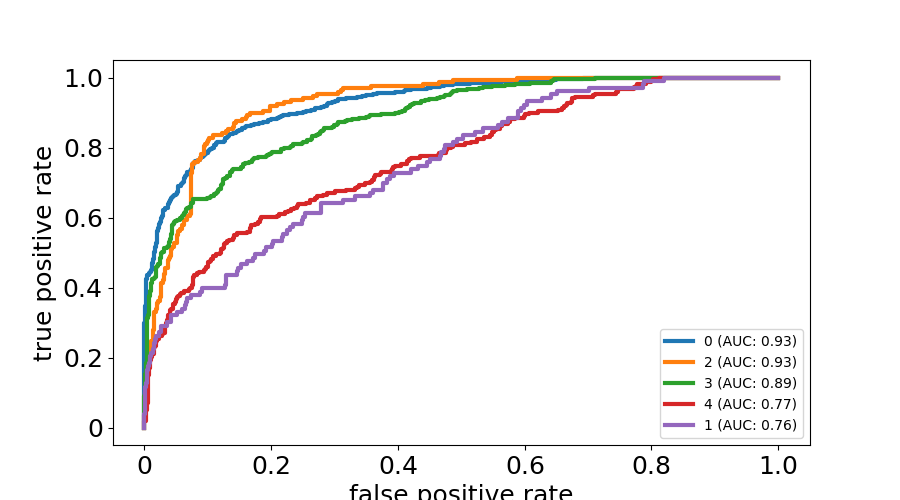 true positive rate
1.0
0.8
0.6
0.4
0.2
0
0 (AUC: 0.93)
2 (AUC: 0.93)
3 (AUC: 0.89)
4 (AUC: 0.77)
1 (AUC: 0.76)
0 0.2 0.4 0.6 0.8 1.0
false positive rate